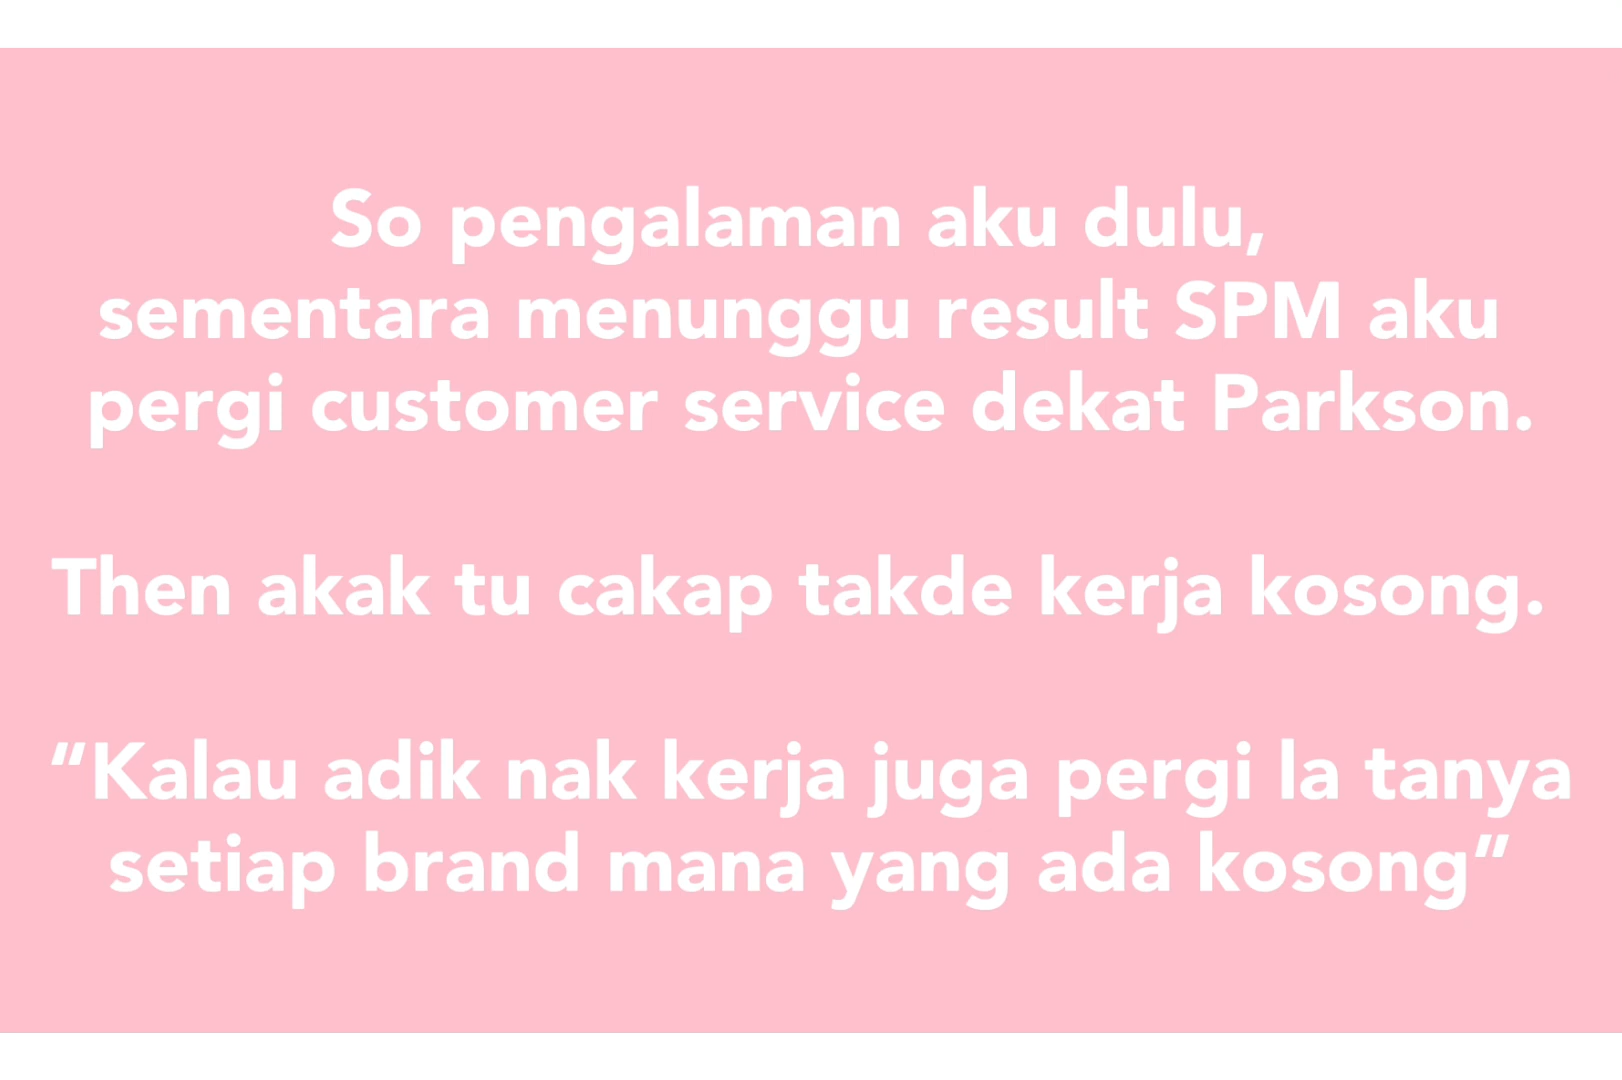 So pengalaman aku dulu,
sementara menunggu result SPM aku
pergi customer service dekat Parkson.
Then akak tu cakap takde kerja kosong.
“Kalau adik nak kerja juga pergi la tanya
setiap brand mana yang ada kosong”